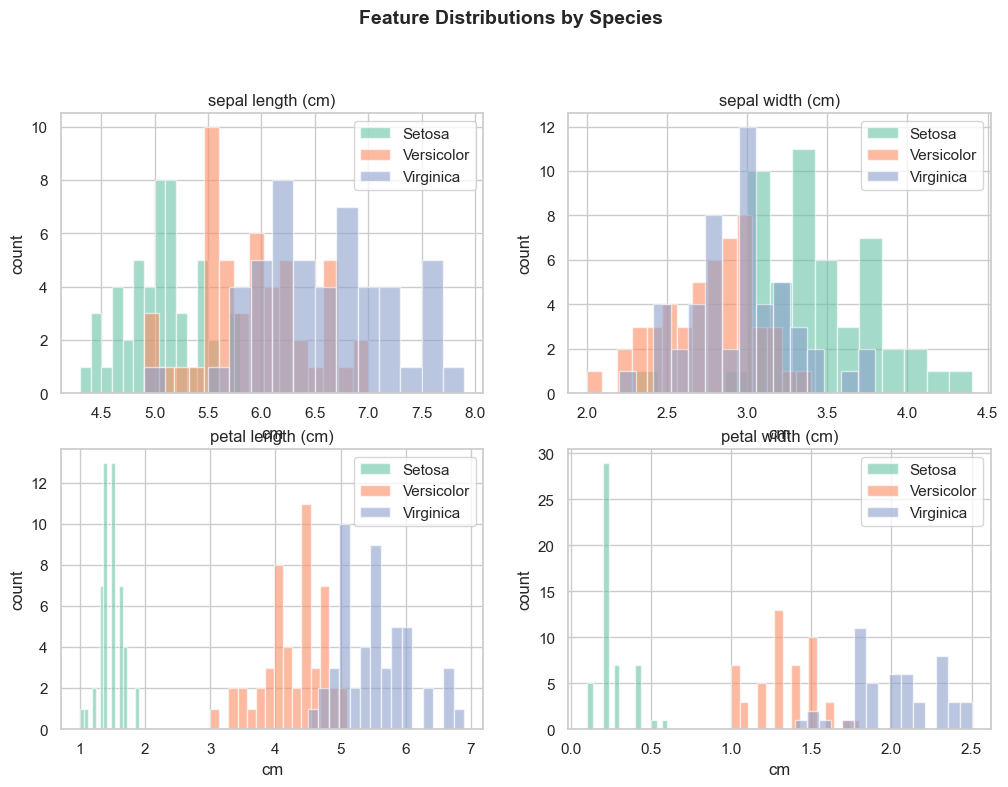 Feature Distributions by Species
sepal length (cm)
10
8
6
4
2
0
count
Setosa
Versicolor
Virginica
4.5 5.0 5.5 6.0 6.5 7.0 7.5 8.0
cm
sepal width (cm)
12
10
8
6
4
2
0
count
Setosa
Versicolor
Virginica
2.0 2.5 3.0 3.5 4.0 4.5
cm
petal length (cm)
12
10
8
6
4
2
0
count
Setosa
Versicolor
Virginica
1 2 3 4 5 6 7
cm
petal width (cm)
30
25
20
15
10
5
0
count
Setosa
Versicolor
Virginica
0.0 0.5 1.0 1.5 2.0 2.5
cm